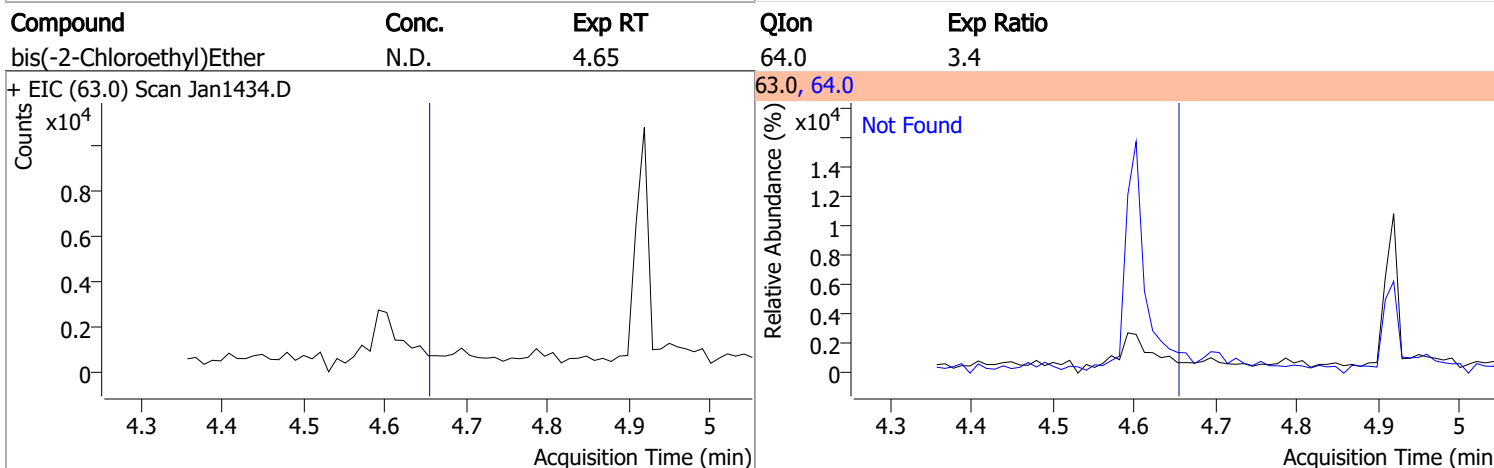 Compound Conc. Exp RT QIon Exp Ratio
bis(-2-Chloroethyl)Ether N.D. 4.65 64.0 3.4
+ EIC (63.0) Scan Jan1434.D
Counts
x10⁴
0.8
0.6
0.4
0.2
0
4.3 4.4 4.5 4.6 4.7 4.8 4.9 5
Acquisition Time (min)
63.0, 64.0
Relative Abundance (%)
x10⁴
Not Found
1.4
1.2
1
0.8
0.6
0.4
0.2
0
4.3 4.4 4.5 4.6 4.7 4.8 4.9 5
Acquisition Time (min)